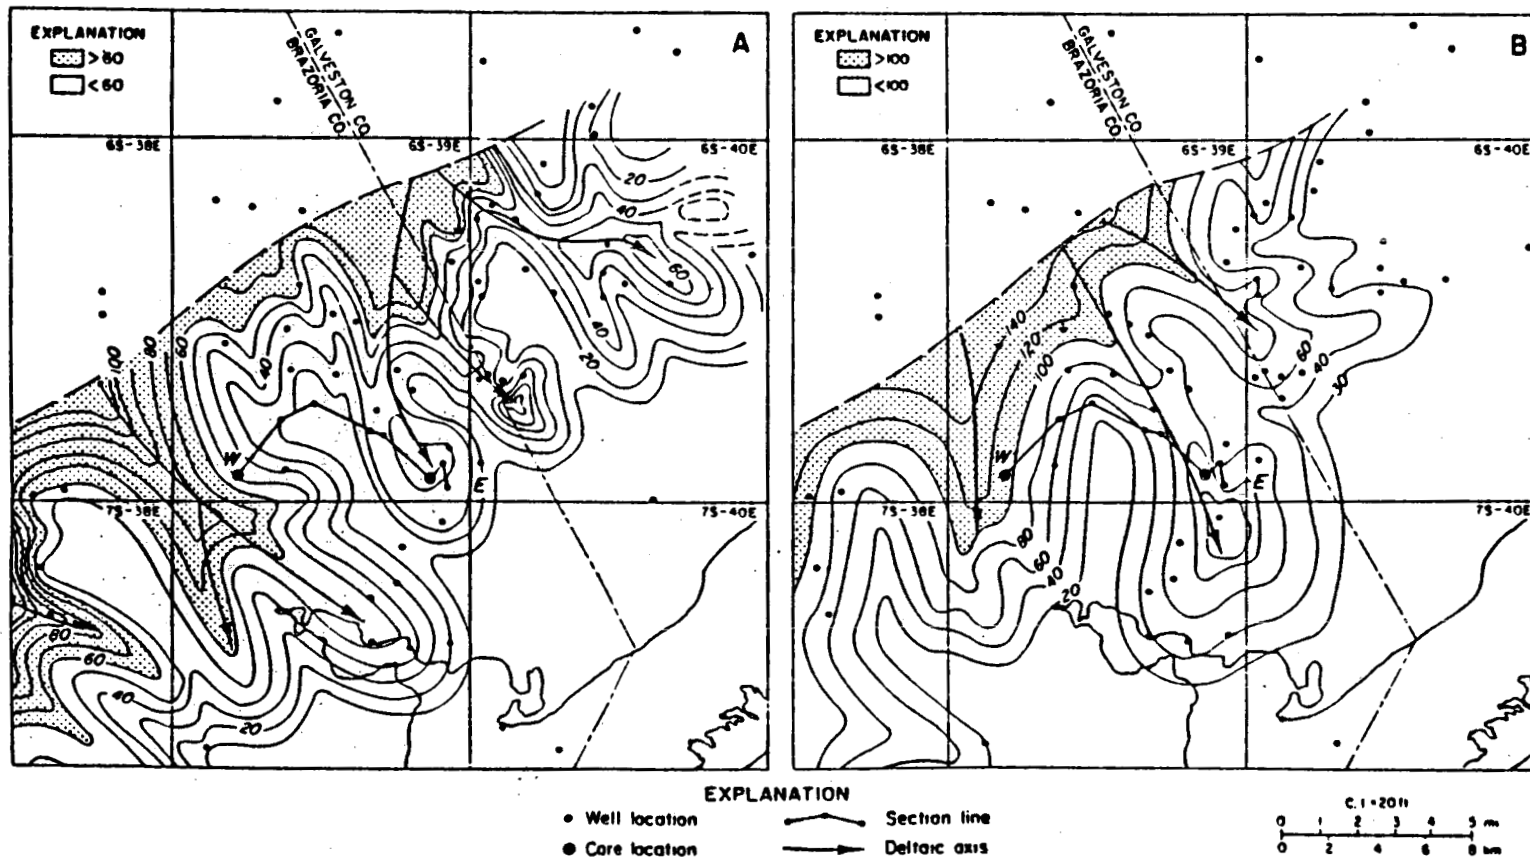 EXPLANATION
>60
<60
GALVESTON CO
BRAZORIA CO
A
6S-38E
6S-39E
6S-40E
20
40
60
40
20
100
80
60
40
W
E
7S-38E
7S-40E
80
60
40
20
EXPLANATION
>100
<100
GALVESTON CO
BRAZORIA CO
B
6S-38E
6S-39E
6S-40E
140
120
100
60
40
30
W
E
7S-38E
7S-40E
80
60
40
20
EXPLANATION
Well location
Section line
Core location
Deltaic axis
C.I.=20ft
0 1 2 3 4 5 mi
0 2 4 6 8 km